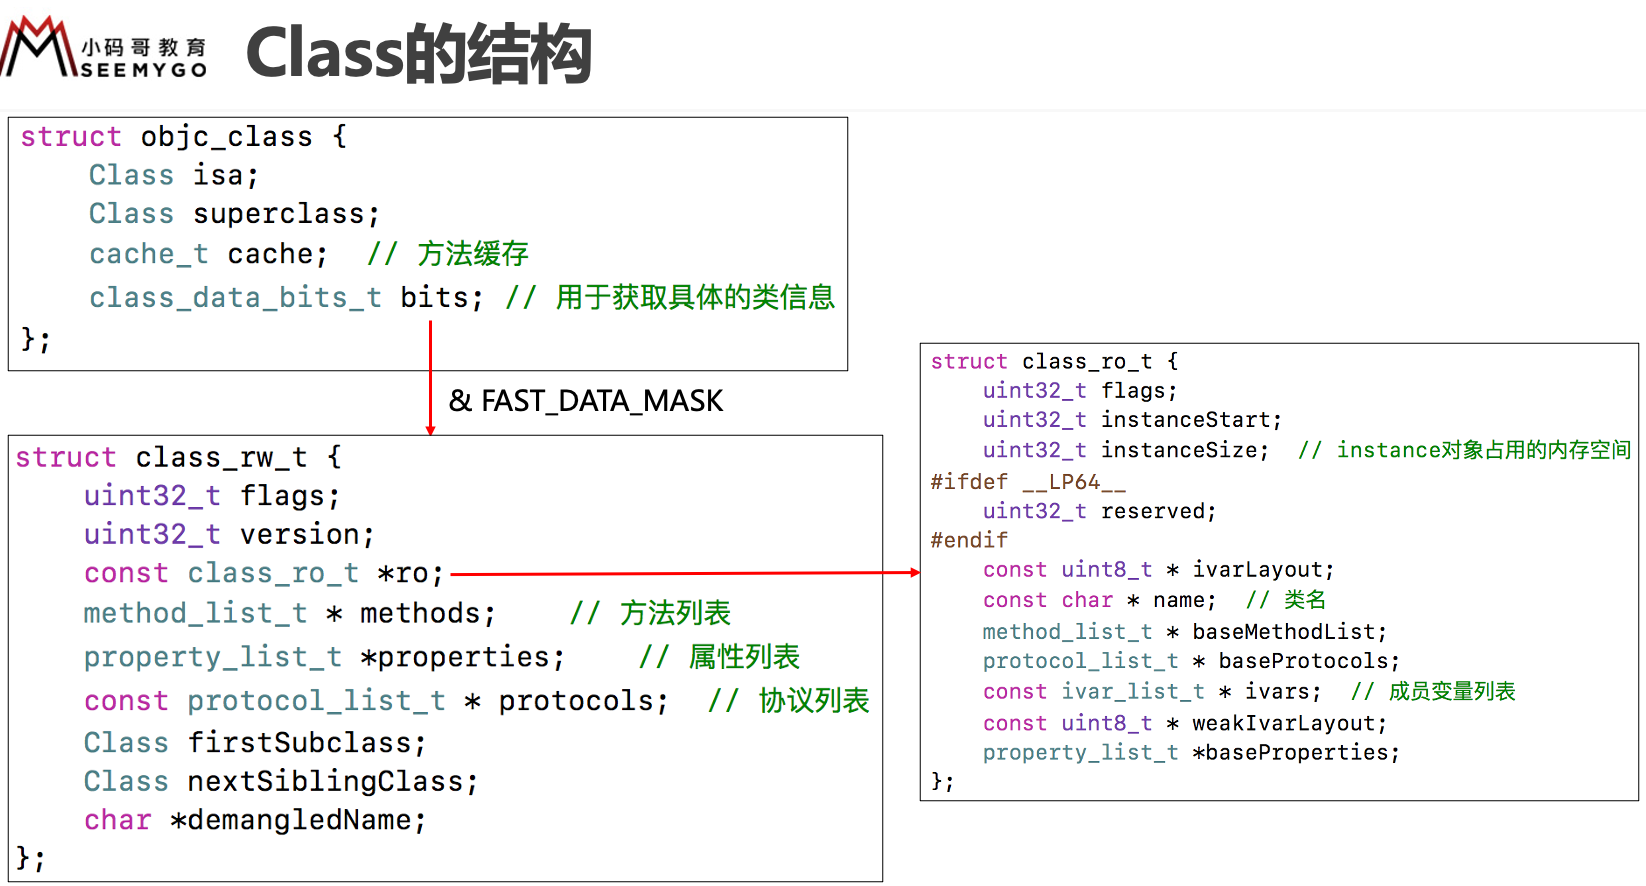 小码哥教育
SEEMYGO
Class的结构
struct objc_class {
    Class isa;
    Class superclass;
    cache_t cache;  // 方法缓存
    class_data_bits_t bits; // 用于获取具体的类信息
};
& FAST_DATA_MASK
struct class_rw_t {
    uint32_t flags;
    uint32_t version;
    const class_ro_t *ro;
    method_list_t * methods;    // 方法列表
    property_list_t *properties;    // 属性列表
    const protocol_list_t * protocols;  // 协议列表
    Class firstSubclass;
    Class nextSiblingClass;
    char *demangledName;
};
struct class_ro_t {
    uint32_t flags;
    uint32_t instanceStart;
    uint32_t instanceSize;  // instance对象占用的内存空间
#ifdef __LP64__
    uint32_t reserved;
#endif
    const uint8_t * ivarLayout;
    const char * name;  // 类名
    method_list_t * baseMethodList;
    protocol_list_t * baseProtocols;
    const ivar_list_t * ivars;  // 成员变量列表
    const uint8_t * weakIvarLayout;
    property_list_t *baseProperties;
};